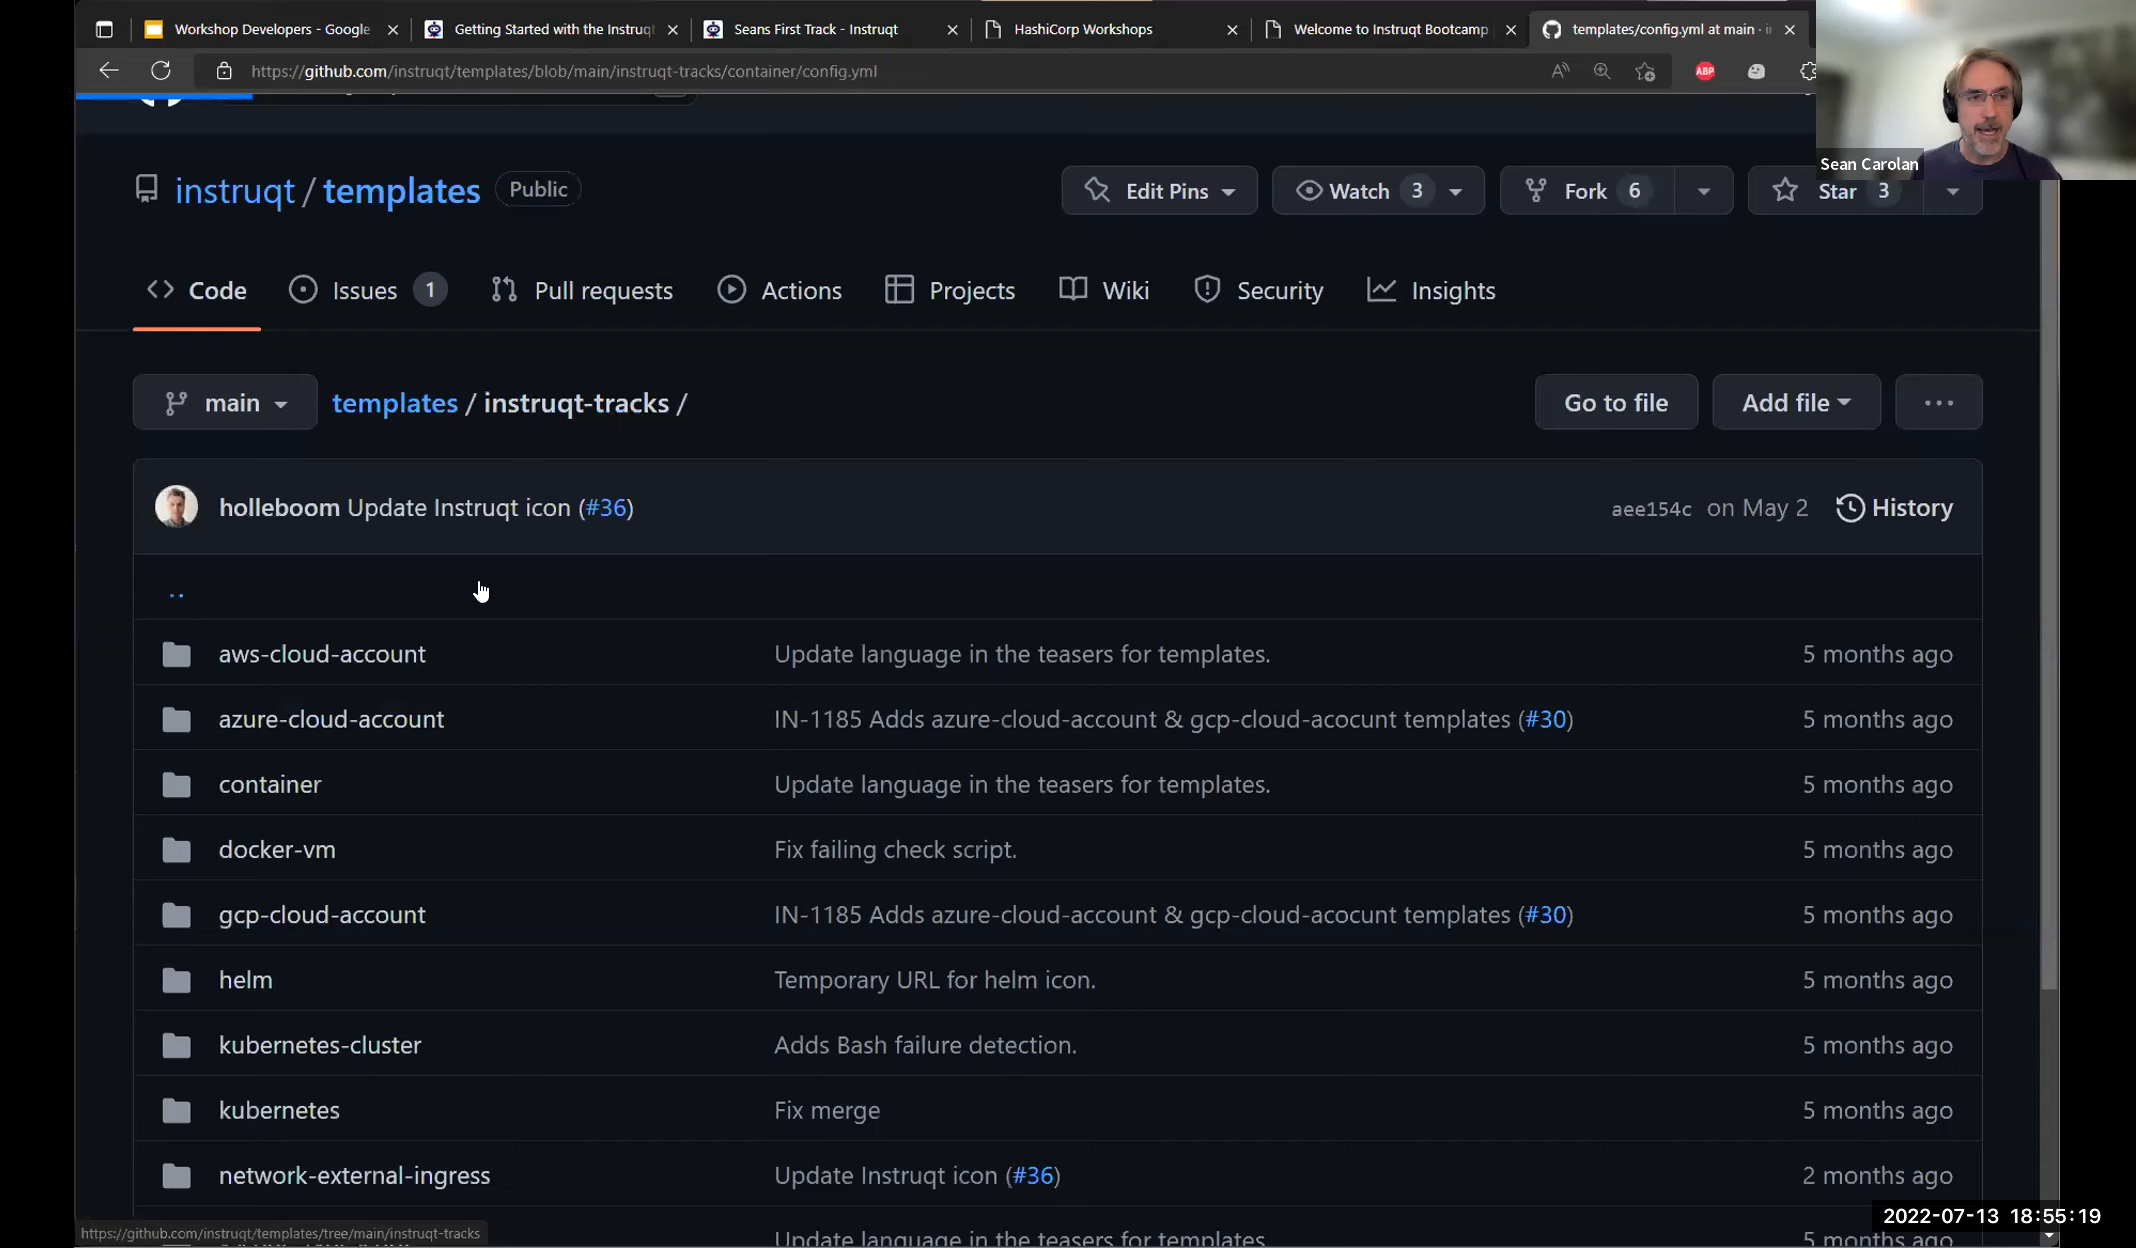 Workshop Developers - Google
Getting Started with the Instruqt
Seans First Track - Instruqt
HashiCorp Workshops
Welcome to Instruqt Bootcamp
templates/config.yml at main · i
https://github.com/instruqt/templates/blob/main/instruqt-tracks/container/config.yml
ABP
Sean Carolan
instruqt / templates Public
Edit Pins
Watch 3
Fork 6
Star 3
Code
Issues 1
Pull requests
Actions
Projects
Wiki
Security
Insights
main
templates / instruqt-tracks /
Go to file
Add file
...
holleboom Update Instruqt icon (#36)
aee154c on May 2 History
..
aws-cloud-account Update language in the teasers for templates. 5 months ago
azure-cloud-account IN-1185 Adds azure-cloud-account & gcp-cloud-acocunt templates (#30) 5 months ago
container Update language in the teasers for templates. 5 months ago
docker-vm Fix failing check script. 5 months ago
gcp-cloud-account IN-1185 Adds azure-cloud-account & gcp-cloud-acocunt templates (#30) 5 months ago
helm Temporary URL for helm icon. 5 months ago
kubernetes-cluster Adds Bash failure detection. 5 months ago
kubernetes Fix merge 5 months ago
network-external-ingress Update Instruqt icon (#36) 2 months ago
2022-07-13 18:55:19
https://github.com/instruqt/templates/tree/main/instruqt-tracks
Update language in the teasers for templates. 5 months ago